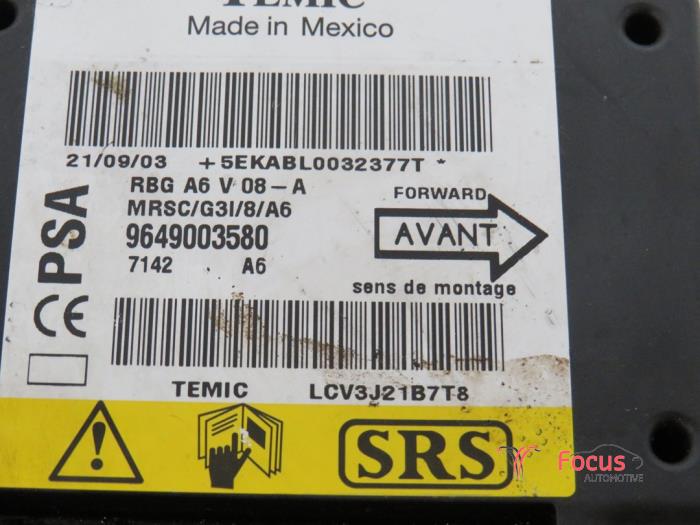 TEMIC
Made in Mexico
21/09/03 +5EKABL0032377T *
RBG A6 V 08-A
MRSC/G3I/8/A6
9649003580
7142 A6
PSA
CE
FORWARD
AVANT
sens de montage
TEMIC LCV3J21B7T8
SRS
Focus
AUTOMOTIVE